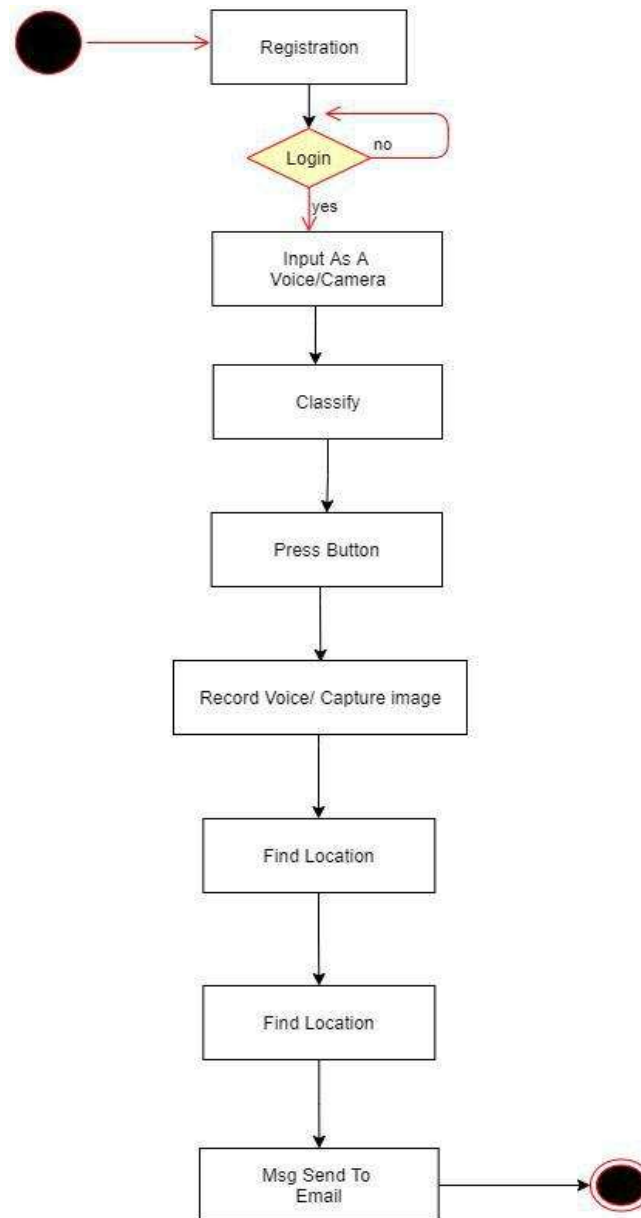 Registration
Login
no
yes
Input As A
Voice/Camera
Classify
Press Button
Record Voice/ Capture image
Find Location
Find Location
Msg Send To
Email